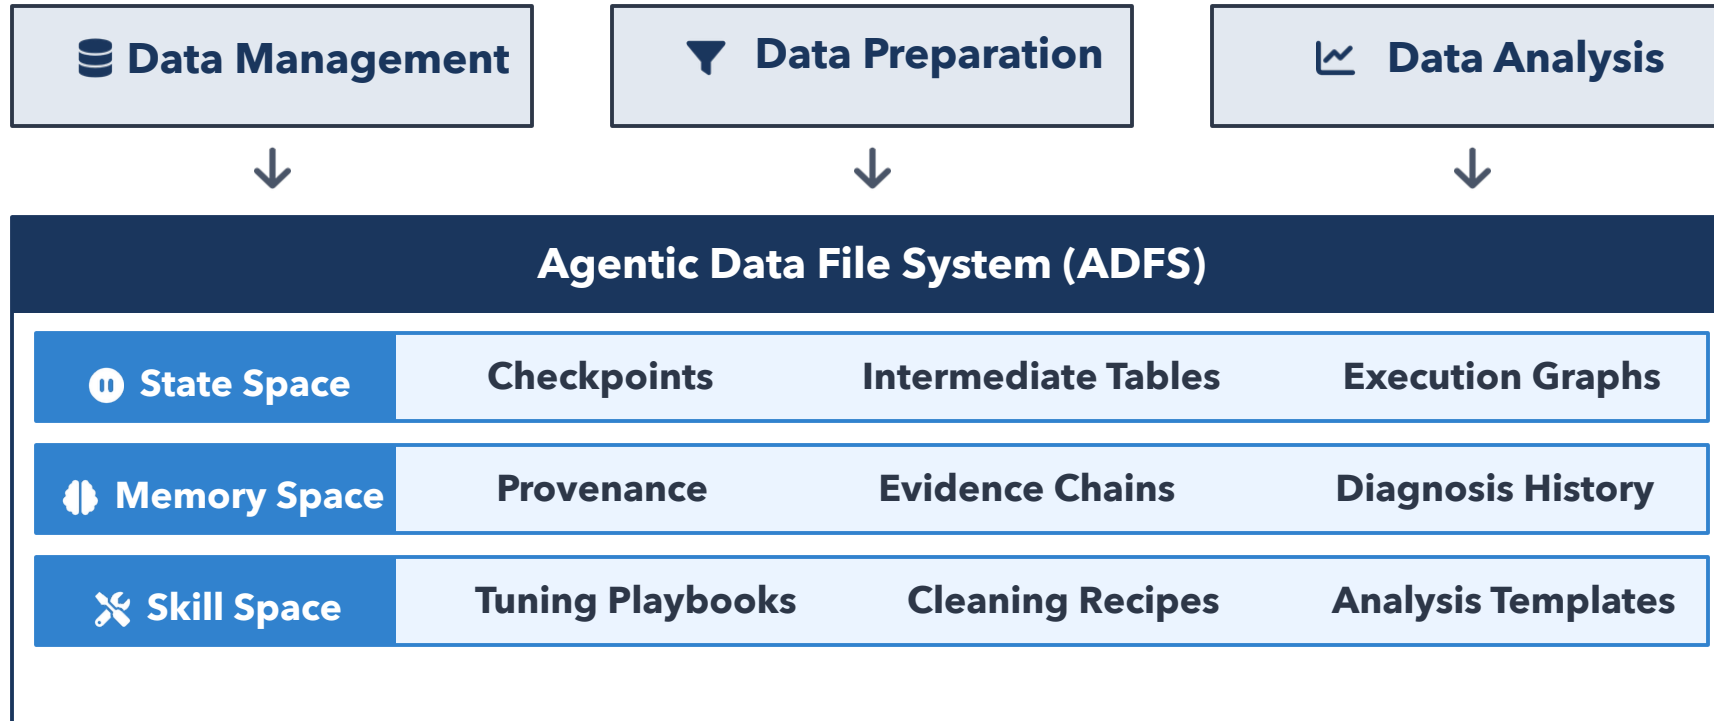 Data Management
Data Preparation
Data Analysis
Agentic Data File System (ADFS)
State Space
Checkpoints
Intermediate Tables
Execution Graphs
Memory Space
Provenance
Evidence Chains
Diagnosis History
Skill Space
Tuning Playbooks
Cleaning Recipes
Analysis Templates